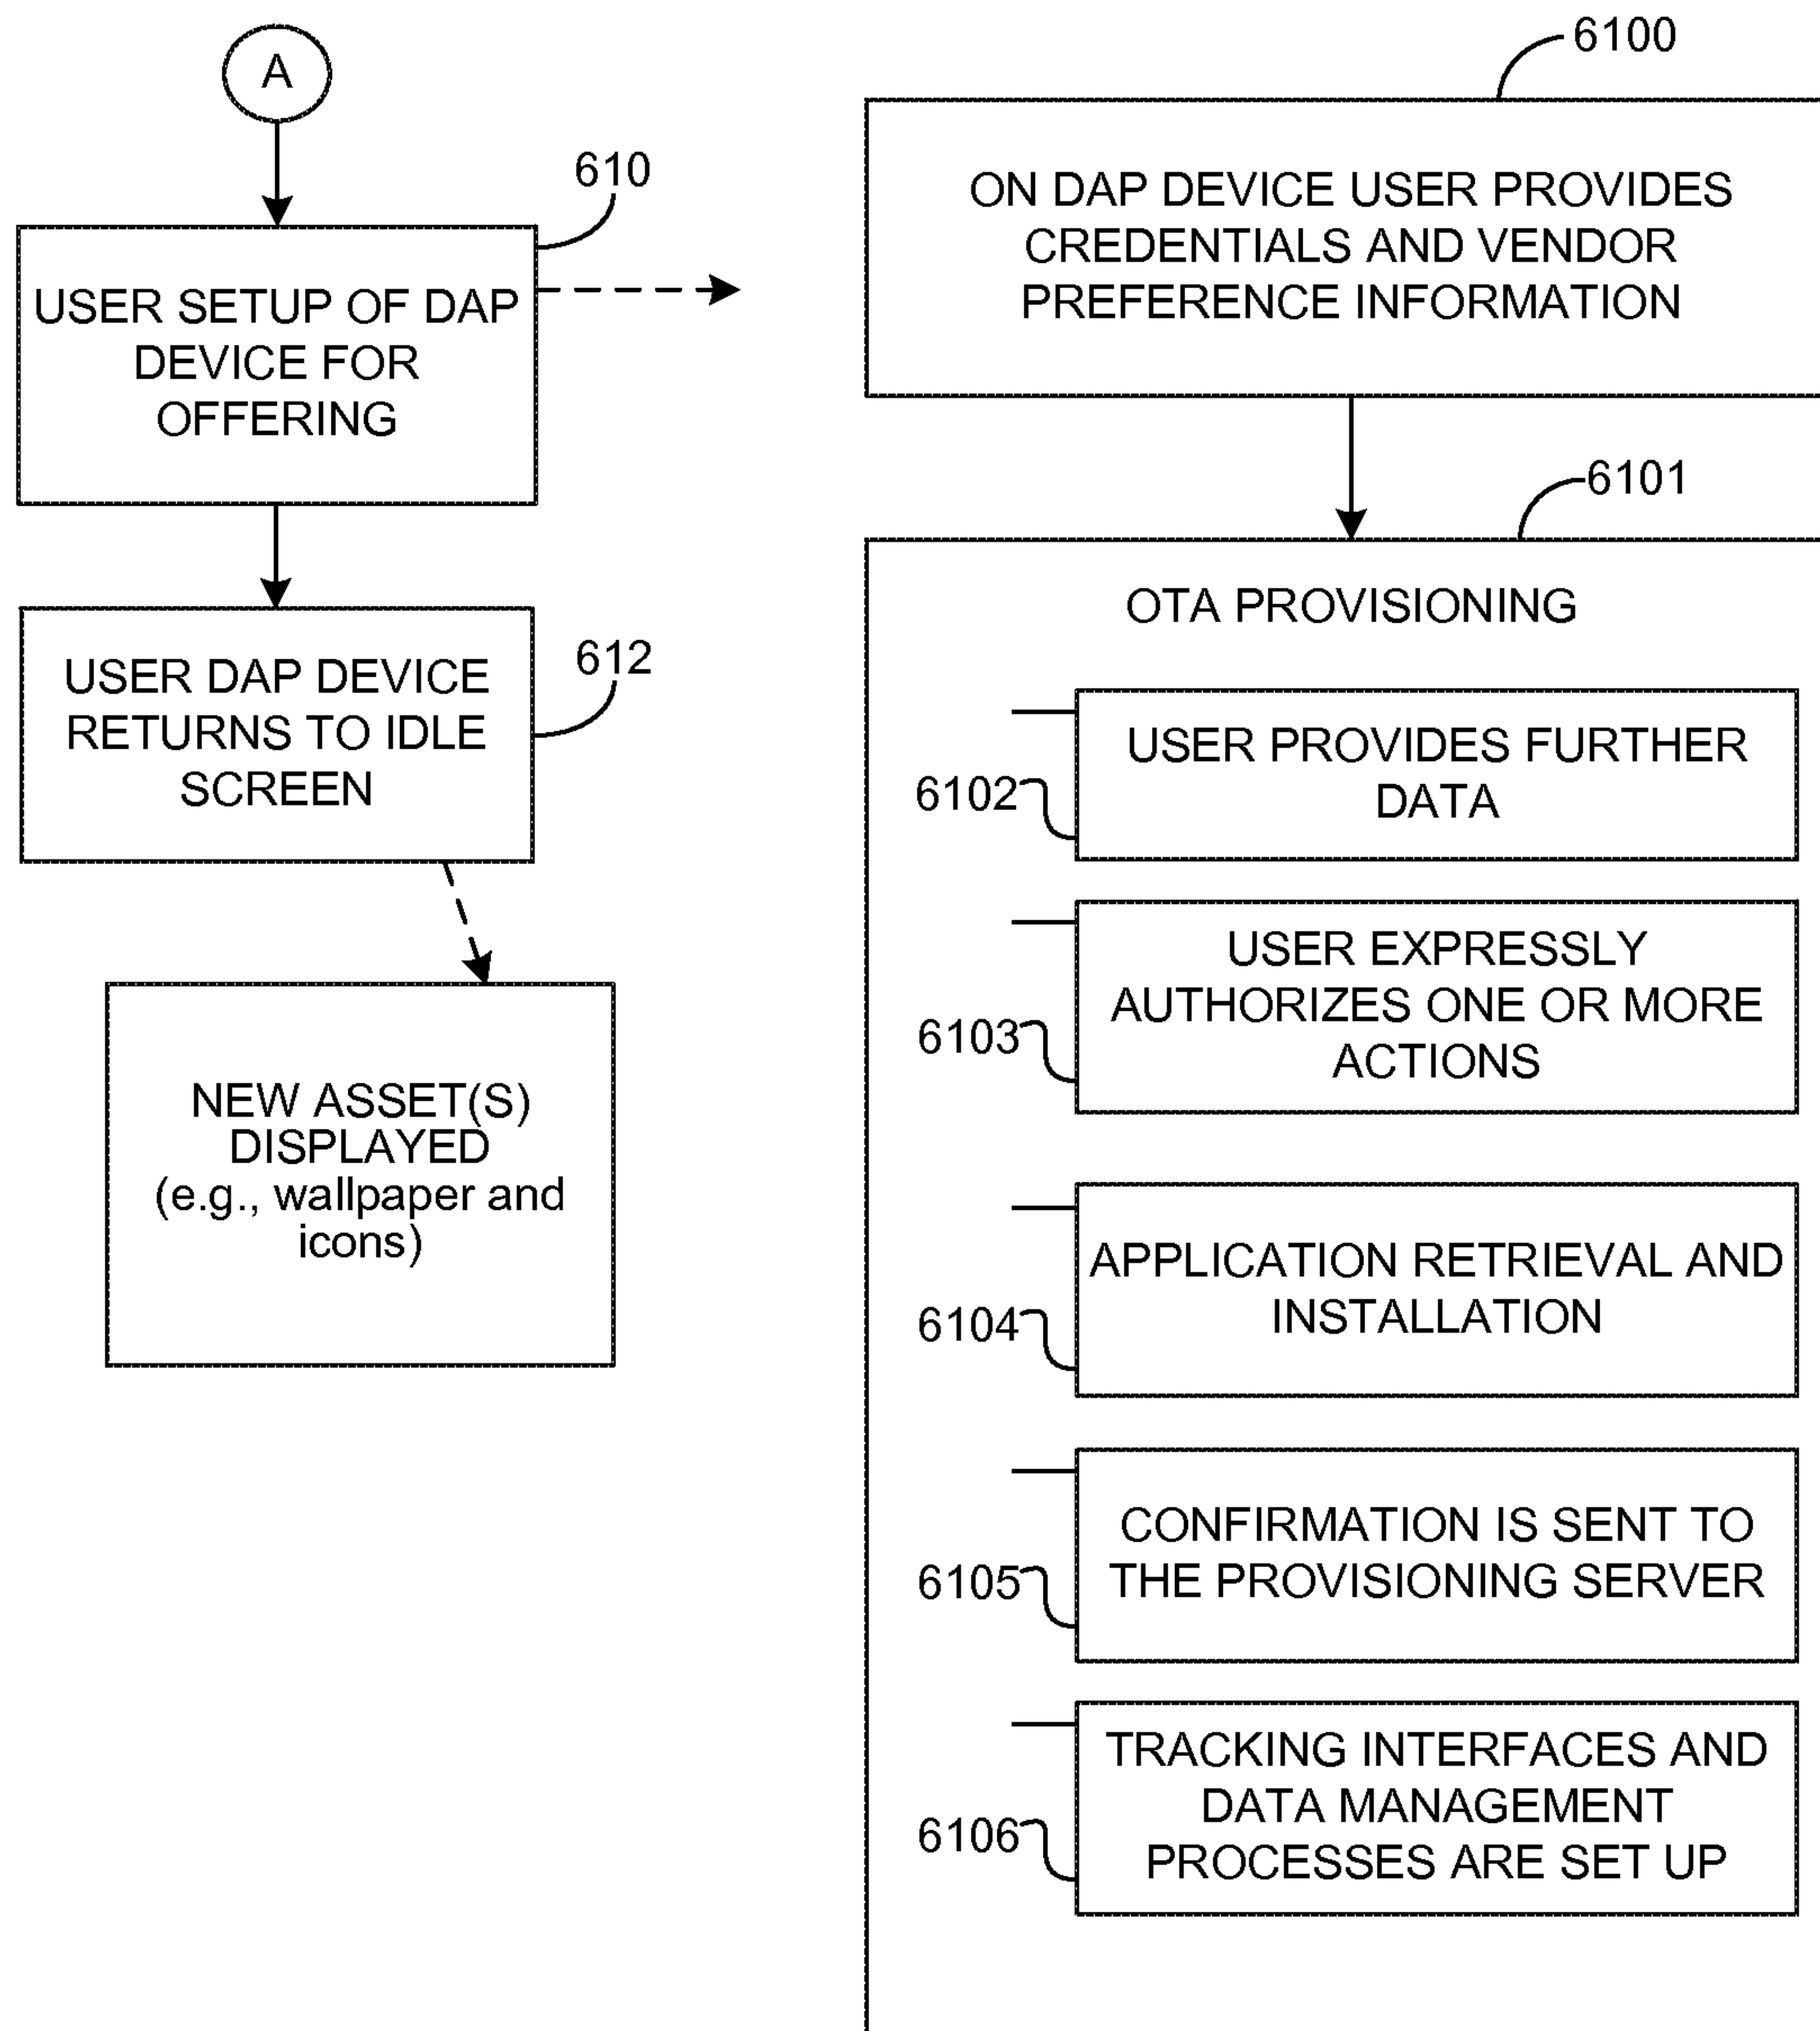 A
610
USER SETUP OF DAP
DEVICE FOR
OFFERING
612
USER DAP DEVICE
RETURNS TO IDLE
SCREEN
NEW ASSET(S)
DISPLAYED
(e.g., wallpaper and
icons)
6100
ON DAP DEVICE USER PROVIDES
CREDENTIALS AND VENDOR
PREFERENCE INFORMATION
6101
OTA PROVISIONING
6102
USER PROVIDES FURTHER
DATA
6103
USER EXPRESSLY
AUTHORIZES ONE OR MORE
ACTIONS
6104
APPLICATION RETRIEVAL AND
INSTALLATION
6105
CONFIRMATION IS SENT TO
THE PROVISIONING SERVER
6106
TRACKING INTERFACES AND
DATA MANAGEMENT
PROCESSES ARE SET UP